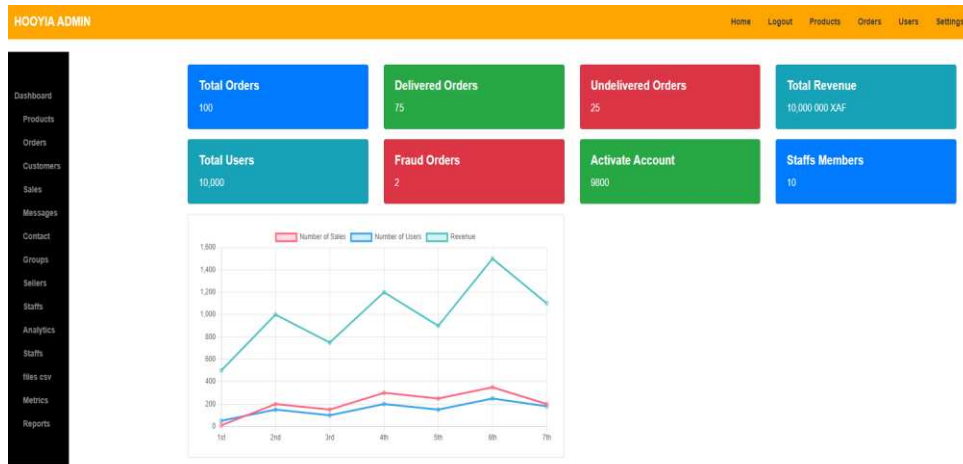 HOOYIA ADMIN
Home Logout Products Orders Users Settings
Dashboard
Products
Orders
Customers
Sales
Messages
Contact
Groups
Sellers
Staffs
Analytics
Staffs
files csv
Metrics
Reports
Total Orders
100
Delivered Orders
75
Undelivered Orders
25
Total Revenue
10,000 000 XAF
Total Users
10,000
Fraud Orders
2
Activate Account
9800
Staffs Members
10
Number of Sales Number of Users Revenue
1,600
1,400
1,200
1,000
800
600
400
200
0
1st 2nd 3rd 4th 5th 6th 7th